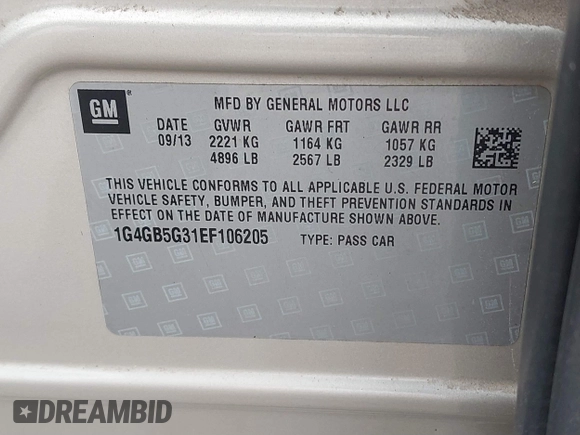 GM
®
MFD BY GENERAL MOTORS LLC
DATE GVWR GAWR FRT GAWR RR
09/13 2221 KG 1164 KG 1057 KG
4896 LB 2567 LB 2329 LB
THIS VEHICLE CONFORMS TO ALL APPLICABLE U.S. FEDERAL MOTOR
VEHICLE SAFETY, BUMPER, AND THEFT PREVENTION STANDARDS IN
EFFECT ON THE DATE OF MANUFACTURE SHOWN ABOVE.
1G4GB5G31EF106205 TYPE: PASS CAR
DREAMBID